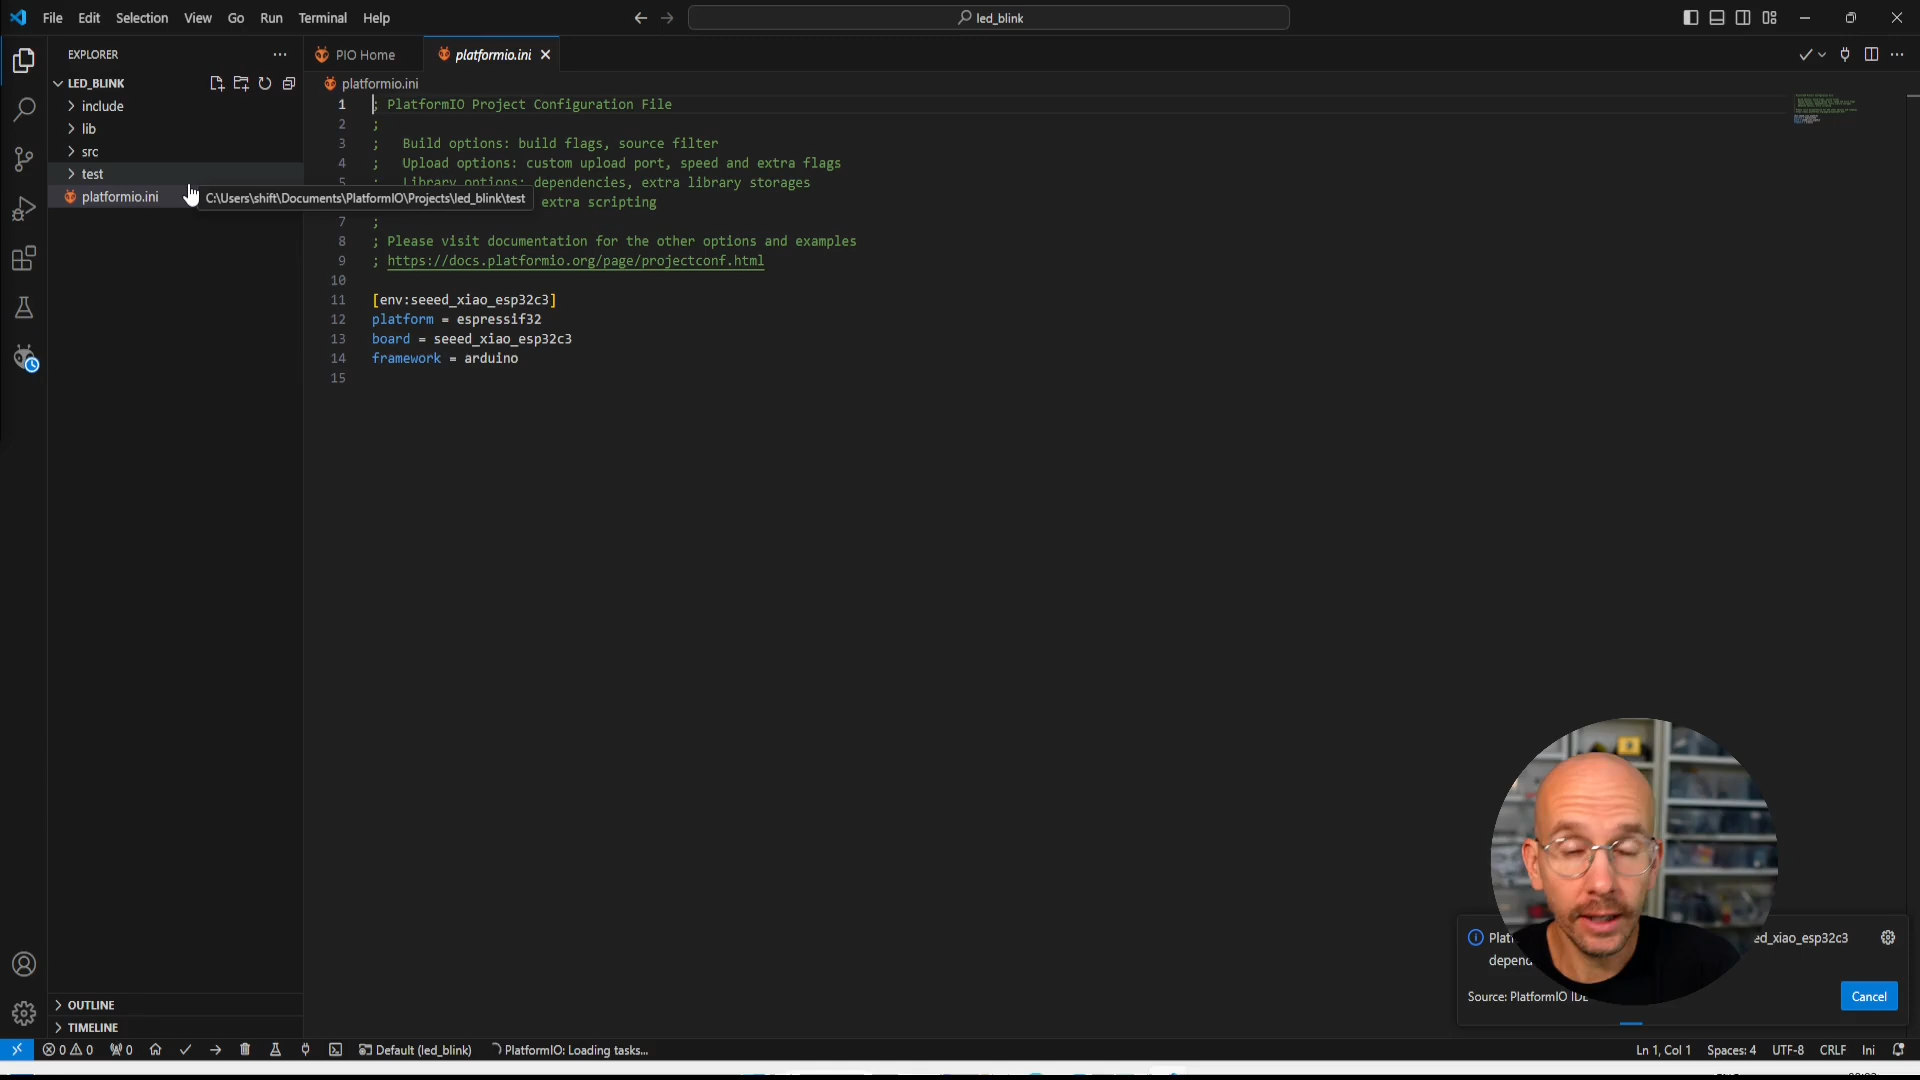 File Edit Selection View Go Run Terminal Help
led_blink
EXPLORER
PIO Home
platformio.ini
LED_BLINK
platformio.ini
include
lib
src
test
platformio.ini
C:\Users\shift\Documents\PlatformIO\Projects\led_blink\test
1 ; PlatformIO Project Configuration File
2 ;
3 ; Build options: build flags, source filter
4 ; Upload options: custom upload port, speed and extra flags
5 ; Library options: dependencies, extra library storages
extra scripting
7 ;
8 ; Please visit documentation for the other options and examples
9 ; https://docs.platformio.org/page/projectconf.html
10
11 [env:seeed_xiao_esp32c3]
12 platform = espressif32
13 board = seeed_xiao_esp32c3
14 framework = arduino
15
ed_xiao_esp32c3
Source: PlatformIO
Cancel
OUTLINE
TIMELINE
0 0 0 Default (led_blink) PlatformIO: Loading tasks...
Ln 1, Col 1 Spaces: 4 UTF-8 CRLF Ini